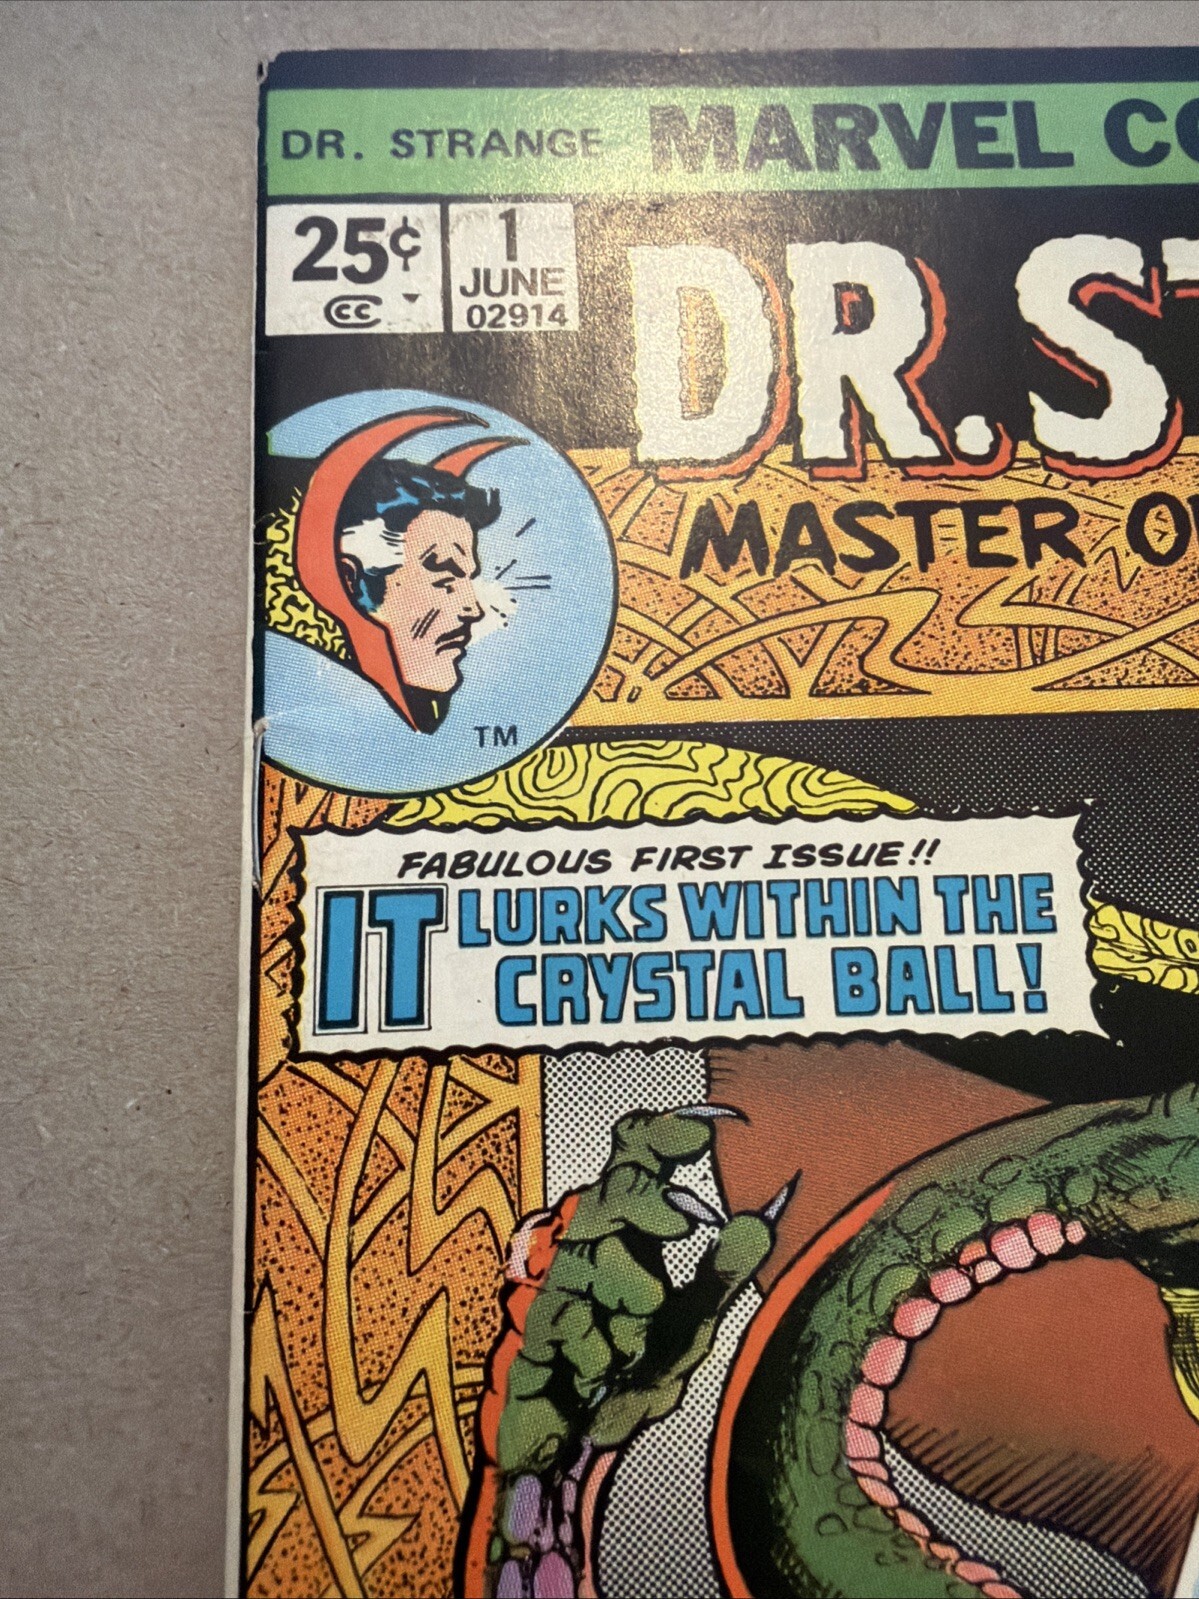 DR. STRANGE MARVEL CO
25¢ 1
JUNE
CC 02914
DR. ST
MASTER O
TM
FABULOUS FIRST ISSUE!!
IT LURKS WITHIN THE
CRYSTAL BALL!